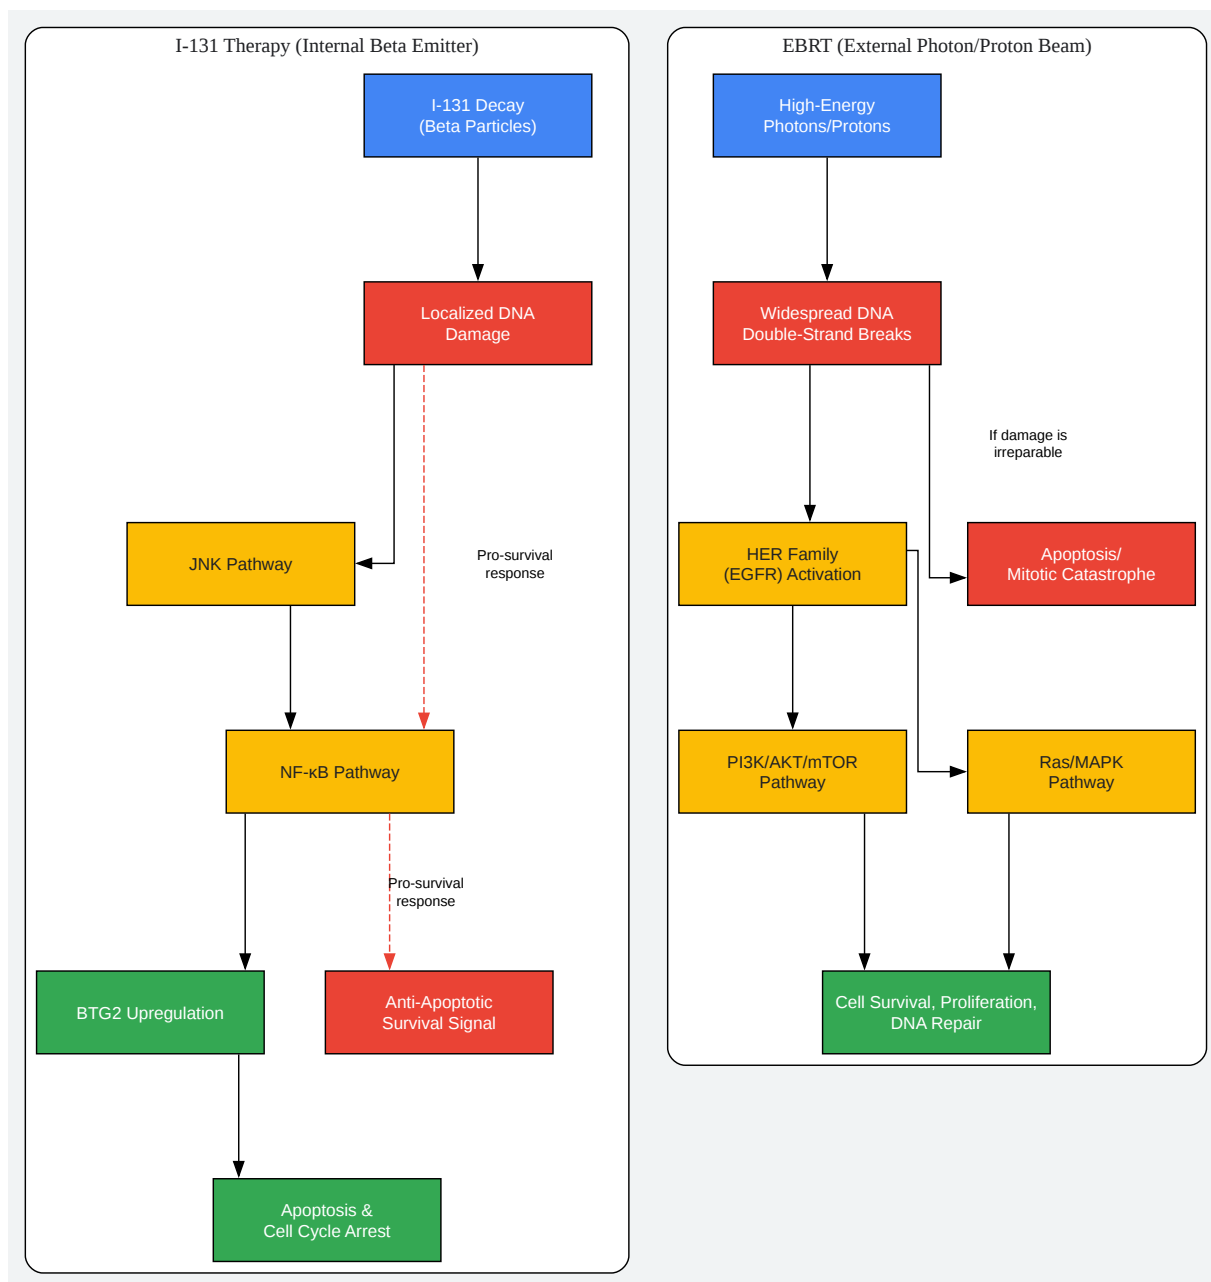 I-131 Therapy (Internal Beta Emitter)
I-131 Decay
(Beta Particles)
Localized DNA
Damage
Pro-survival
response
JNK Pathway
NF-κB Pathway
Pro-survival
response
BTG2 Upregulation
Anti-Apoptotic
Survival Signal
Apoptosis &
Cell Cycle Arrest
EBRT (External Photon/Proton Beam)
High-Energy
Photons/Protons
Widespread DNA
Double-Strand Breaks
If damage is
irreparable
HER Family
(EGFR) Activation
Apoptosis/
Mitotic Catastrophe
PI3K/AKT/mTOR
Pathway
Ras/MAPK
Pathway
Cell Survival, Proliferation,
DNA Repair